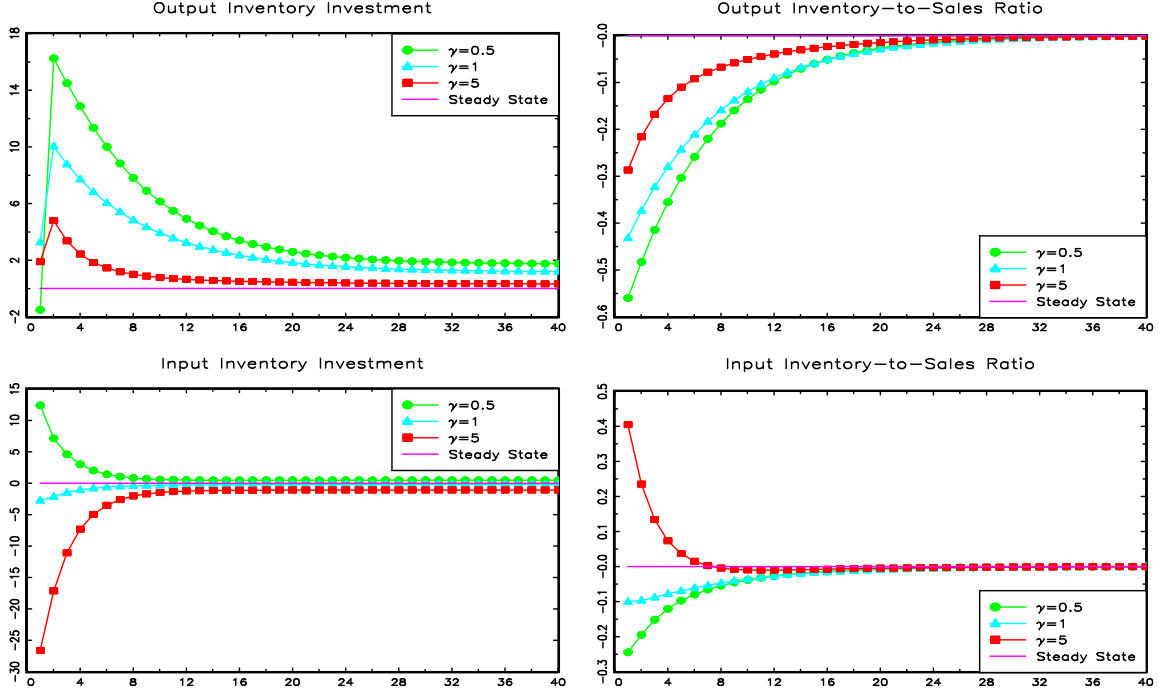 Output Inventory Investment
18
14
10
6
2
-2
0 4 8 12 16 20 24 28 32 36 40
γ=0.5
γ=1
γ=5
Steady State
Output Inventory-to-Sales Ratio
-0.0
-0.1
-0.2
-0.3
-0.4
-0.5
-0.6
0 4 8 12 16 20 24 28 32 36 40
γ=0.5
γ=1
γ=5
Steady State
Input Inventory Investment
15
10
5
0
-5
-10
-15
-20
-25
-30
0 4 8 12 16 20 24 28 32 36 40
γ=0.5
γ=1
γ=5
Steady State
Input Inventory-to-Sales Ratio
0.5
0.4
0.3
0.2
0.1
-0.0
-0.1
-0.2
-0.3
0 4 8 12 16 20 24 28 32 36 40
γ=0.5
γ=1
γ=5
Steady State